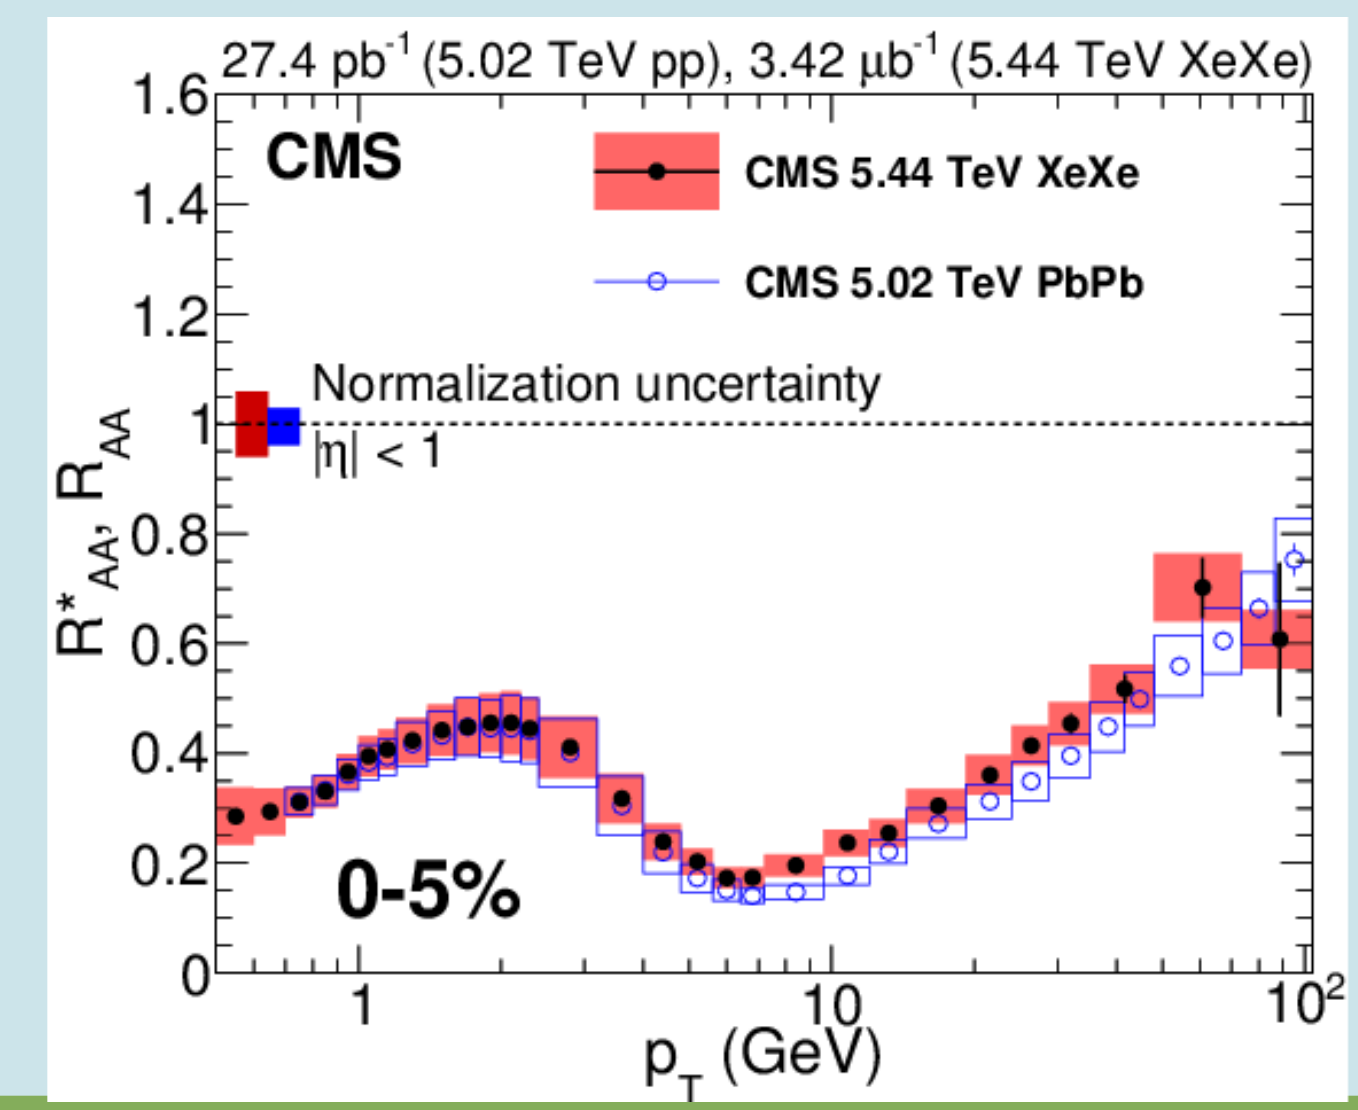 27.4 pb⁻¹ (5.02 TeV pp), 3.42 μb⁻¹ (5.44 TeV XeXe)
1.6
CMS
CMS 5.44 TeV XeXe
1.4
CMS 5.02 TeV PbPb
1.2
Normalization uncertainty
1
|η| < 1
R*AA, RAA
0.8
0.6
0.4
0.2
0-5%
0
1 10 10²
pT (GeV)